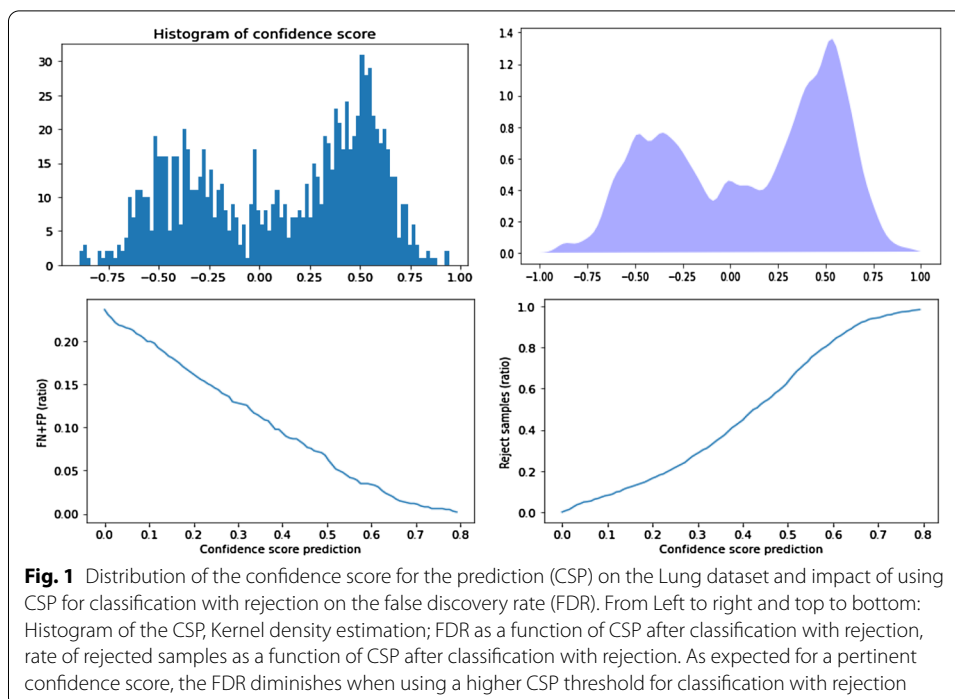 Histogram of confidence score
30
25
20
15
10
5
0
−0.75 −0.50 −0.25 0.00 0.25 0.50 0.75 1.00
1.4
1.2
1.0
0.8
0.6
0.4
0.2
0.0
−1.00 −0.75 −0.50 −0.25 0.00 0.25 0.50 0.75 1.00
FN+FP (ratio)
0.20
0.15
0.10
0.05
0.00
0.0 0.1 0.2 0.3 0.4 0.5 0.6 0.7 0.8
Confidence score prediction
Reject samples (ratio)
1.0
0.8
0.6
0.4
0.2
0.0
0.0 0.1 0.2 0.3 0.4 0.5 0.6 0.7 0.8
Confidence score prediction
Fig. 1 Distribution of the confidence score for the prediction (CSP) on the Lung dataset and impact of using
CSP for classification with rejection on the false discovery rate (FDR). From Left to right and top to bottom:
Histogram of the CSP, Kernel density estimation; FDR as a function of CSP after classification with rejection,
rate of rejected samples as a function of CSP after classification with rejection. As expected for a pertinent
confidence score, the FDR diminishes when using a higher CSP threshold for classification with rejection